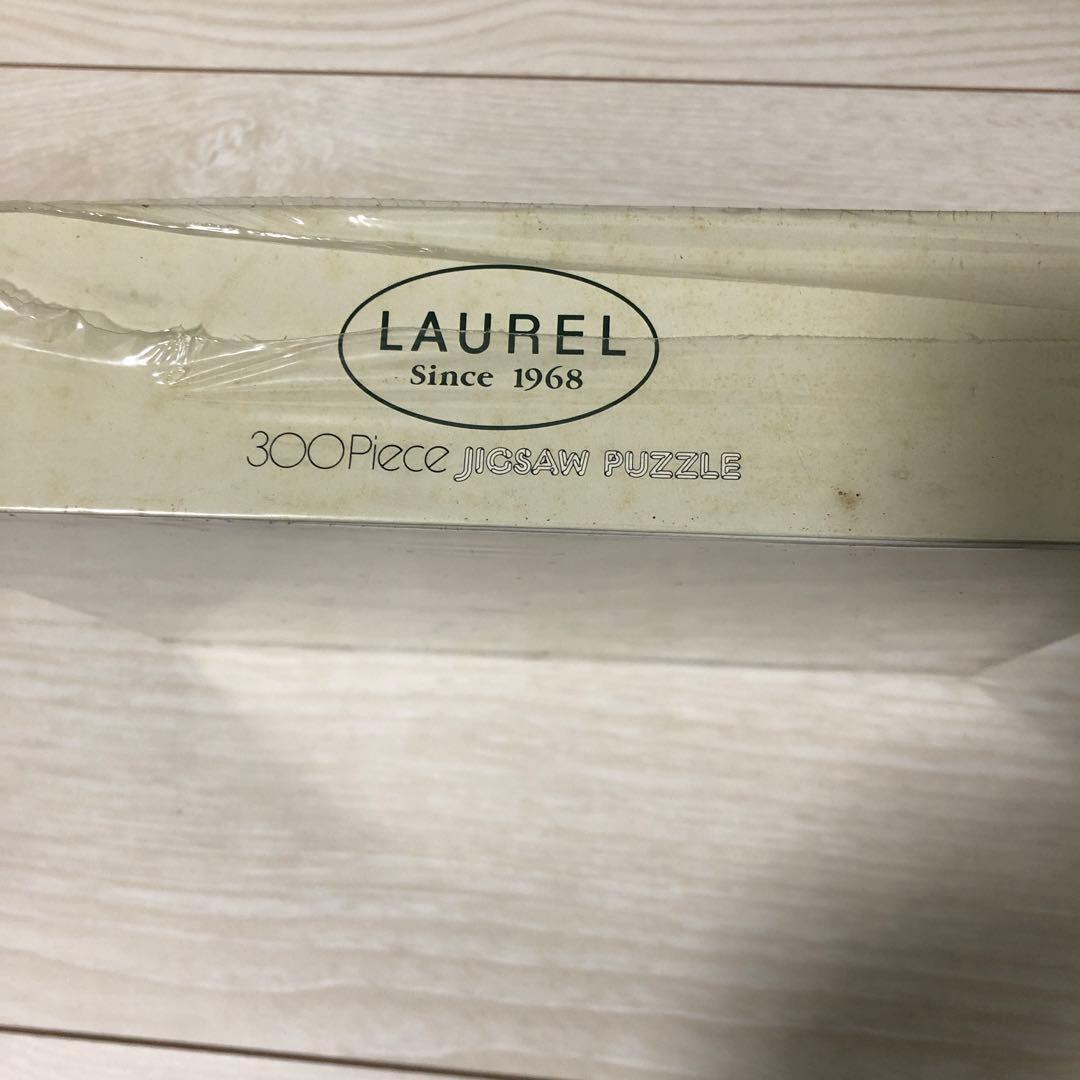 LAUREL
Since 1968
300Piece JIGSAW PUZZLE